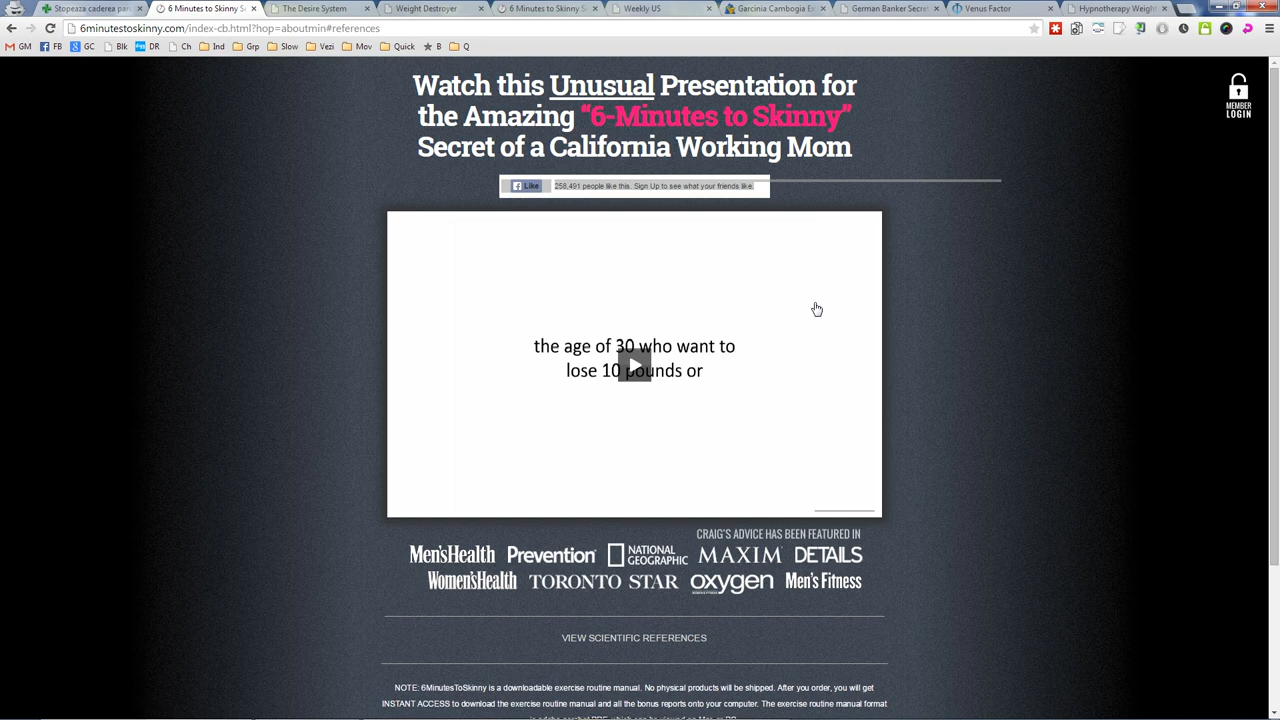 Stopeaza caderea par
6 Minutes to Skinny S
The Desire System
Weight Destroyer
6 Minutes to Skinny S
Weekly US
Garcinia Cambogia Ex
German Banker Secret
Venus Factor
Hypnotherapy Weight
6minutestoskinny.com/index-cb.html?hop=aboutmin#references
GM FB GC Blk DR Ch Ind Grp Slow Vezi Mov Quick B Q
Watch this Unusual Presentation for
the Amazing "6-Minutes to Skinny"
Secret of a California Working Mom
MEMBER
LOGIN
Like 258,491 people like this. Sign Up to see what your friends like.
the age of 30 who want to
lose 10 pounds or
CRAIG'S ADVICE HAS BEEN FEATURED IN
Men'sHealth Prevention NATIONAL GEOGRAPHIC MAXIM DETAILS
Women'sHealth TORONTO STAR oxygen Men's Fitness
VIEW SCIENTIFIC REFERENCES
NOTE: 6MinutesToSkinny is a downloadable exercise routine manual. No physical products will be shipped. After you order, you will get
INSTANT ACCESS to download the exercise routine manual and all the bonus reports onto your computer. The exercise routine manual format